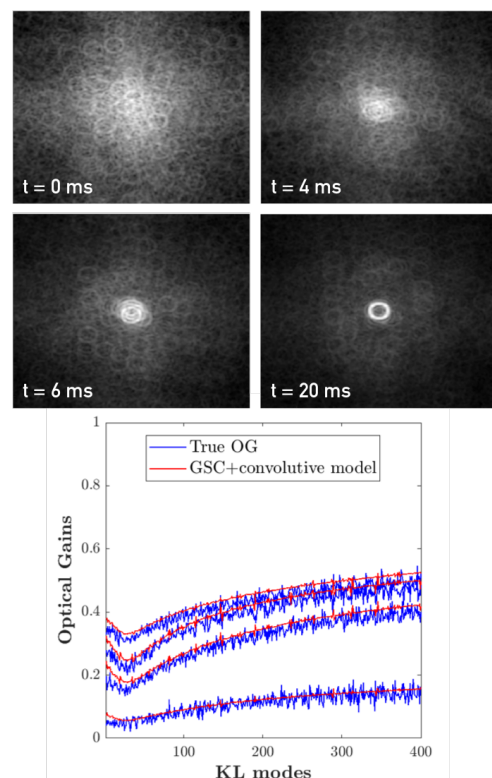 t = 0 ms
t = 4 ms
t = 6 ms
t = 20 ms
1
True OG
GSC+convolutive model
0.8
0.6
0.4
0.2
0
Optical Gains
100
200
300
400
KL modes